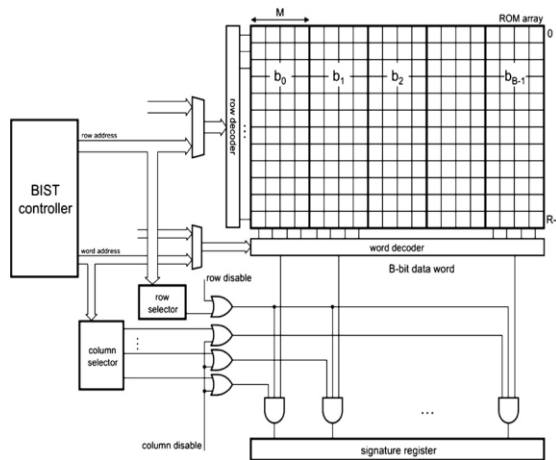 M
ROM array
0
b0
b1
b2
bB-1
row decoder
row address
BIST
controller
R-
word address
word decoder
B-bit data word
row disable
row
selector
column
selector
column disable
signature register